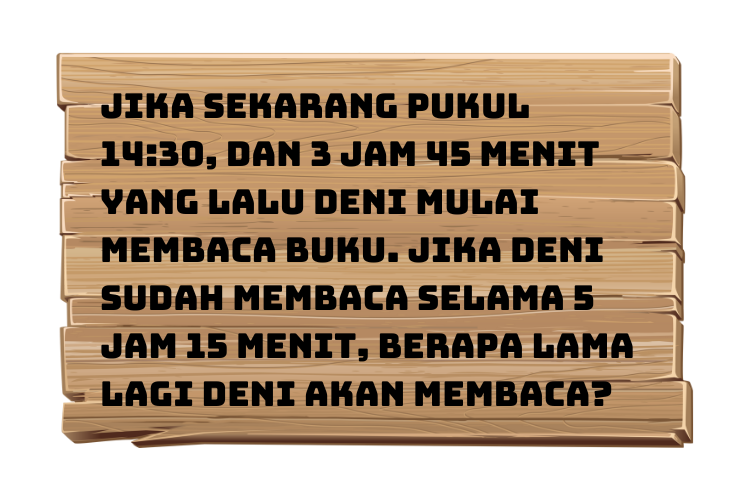 JIKA SEKARANG PUKUL
14:30, DAN 3 JAM 45 MENIT
YANG LALU DENI MULAI
MEMBACA BUKU. JIKA DENI
SUDAH MEMBACA SELAMA 5
JAM 15 MENIT, BERAPA LAMA
LAGI DENI AKAN MEMBACA?